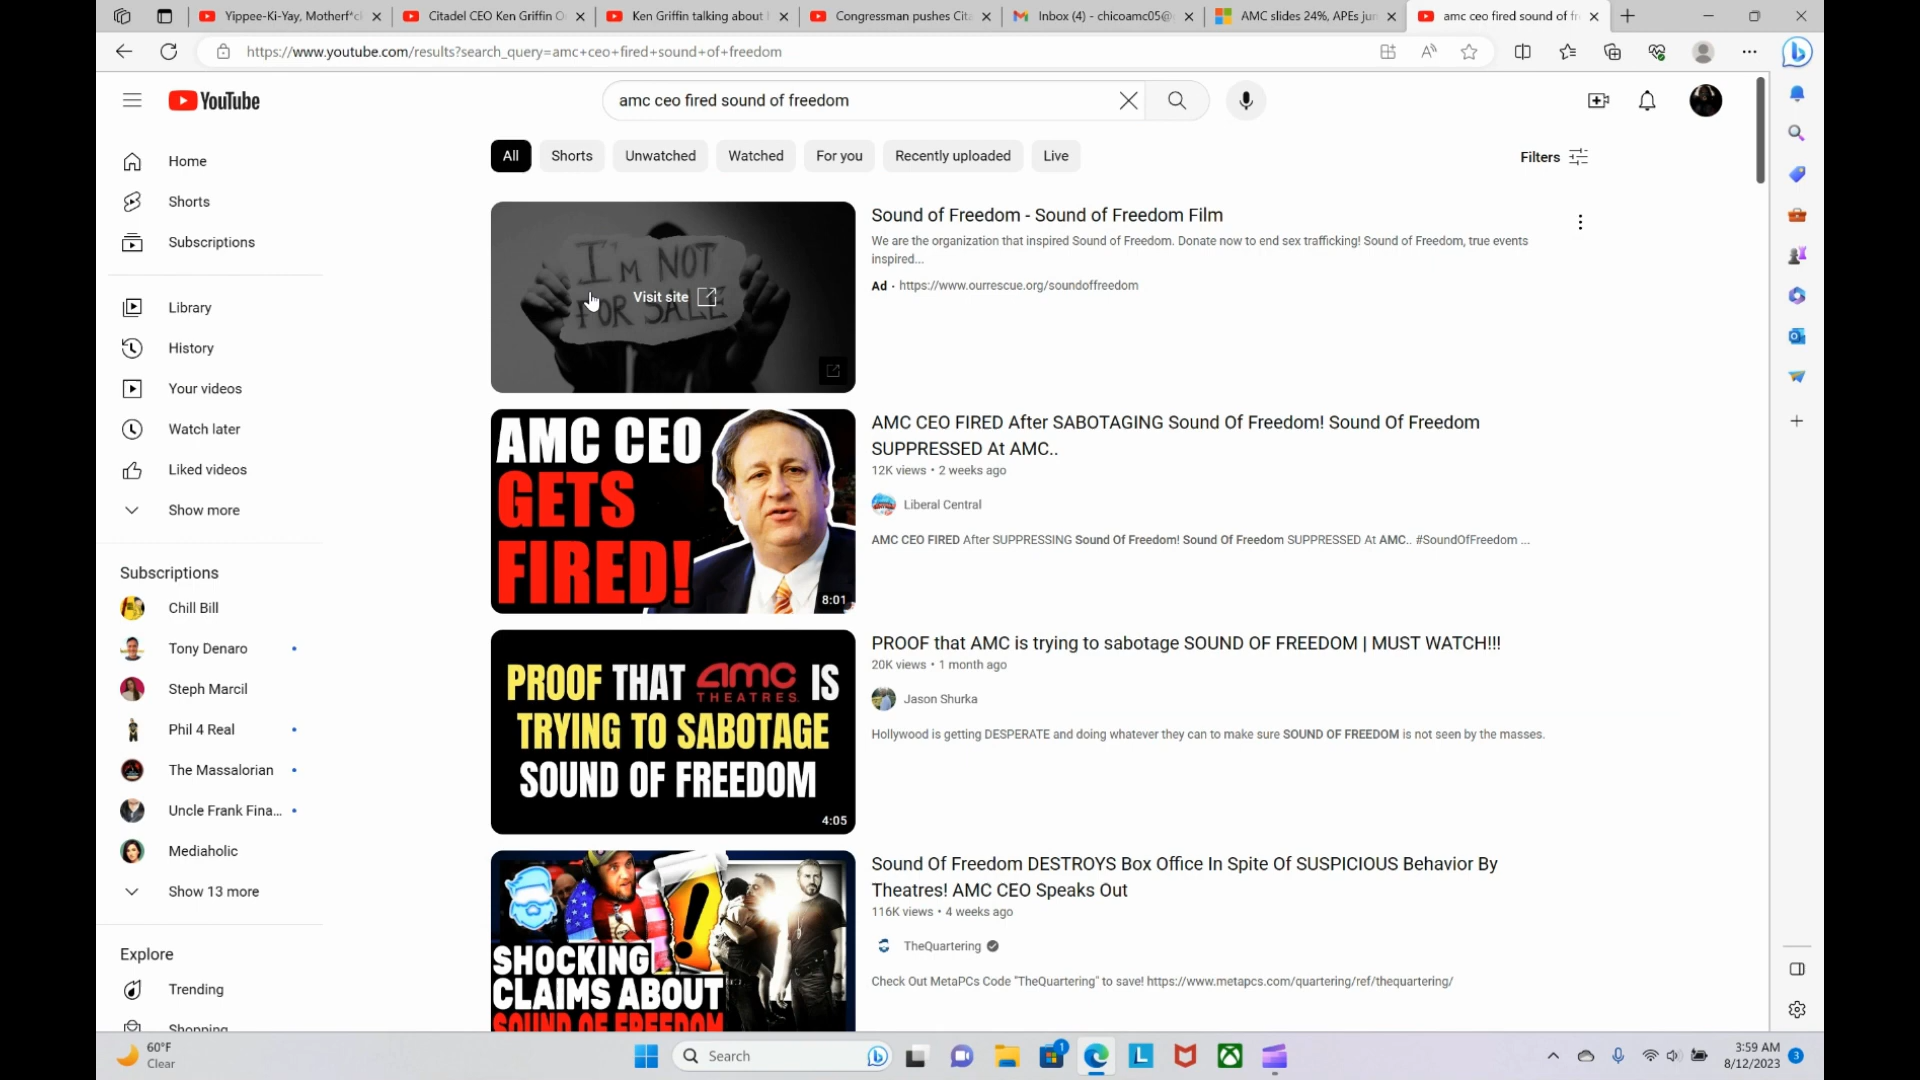 Yippee-Ki-Yay, Motherf*c
Citadel CEO Ken Griffin O
Ken Griffin talking about
Congressman pushes Cita
Inbox (4) - chicoamc05@
AMC slides 24%, APEs jun
amc ceo fired sound of fr
https://www.youtube.com/results?search_query=amc+ceo+fired+sound+of+freedom
YouTube
amc ceo fired sound of freedom
All
Shorts
Unwatched
Watched
For you
Recently uploaded
Live
Filters
Home
Shorts
Subscriptions
Library
History
Your videos
Watch later
Liked videos
Show more
Subscriptions
Chill Bill
Tony Denaro
Steph Marcil
Phil 4 Real
The Massalorian
Uncle Frank Fina...
Mediaholic
Show 13 more
Explore
Trending
Shopping
I'M NOT
FOR SALE
Visit site
Sound of Freedom - Sound of Freedom Film
We are the organization that inspired Sound of Freedom. Donate now to end sex trafficking! Sound of Freedom, true events
inspired...
Ad · https://www.ourrescue.org/soundoffreedom
AMC CEO
GETS
FIRED!
8:01
AMC CEO FIRED After SABOTAGING Sound Of Freedom! Sound Of Freedom
SUPPRESSED At AMC..
12K views • 2 weeks ago
Liberal Central
AMC CEO FIRED After SUPPRESSING Sound Of Freedom! Sound Of Freedom SUPPRESSED At AMC.. #SoundOfFreedom ...
PROOF THAT amc IS
THEATRES
TRYING TO SABOTAGE
SOUND OF FREEDOM
4:05
PROOF that AMC is trying to sabotage SOUND OF FREEDOM | MUST WATCH!!!
20K views • 1 month ago
Jason Shurka
Hollywood is getting DESPERATE and doing whatever they can to make sure SOUND OF FREEDOM is not seen by the masses.
SHOCKING
CLAIMS ABOUT
SOUND OF FREEDOM
Sound Of Freedom DESTROYS Box Office In Spite Of SUSPICIOUS Behavior By
Theatres! AMC CEO Speaks Out
116K views • 4 weeks ago
TheQuartering
Check Out MetaPCs Code "TheQuartering" to save! https://www.metapcs.com/quartering/ref/thequartering/
60°F
Clear
Search
1
L
3:59 AM
8/12/2023
3